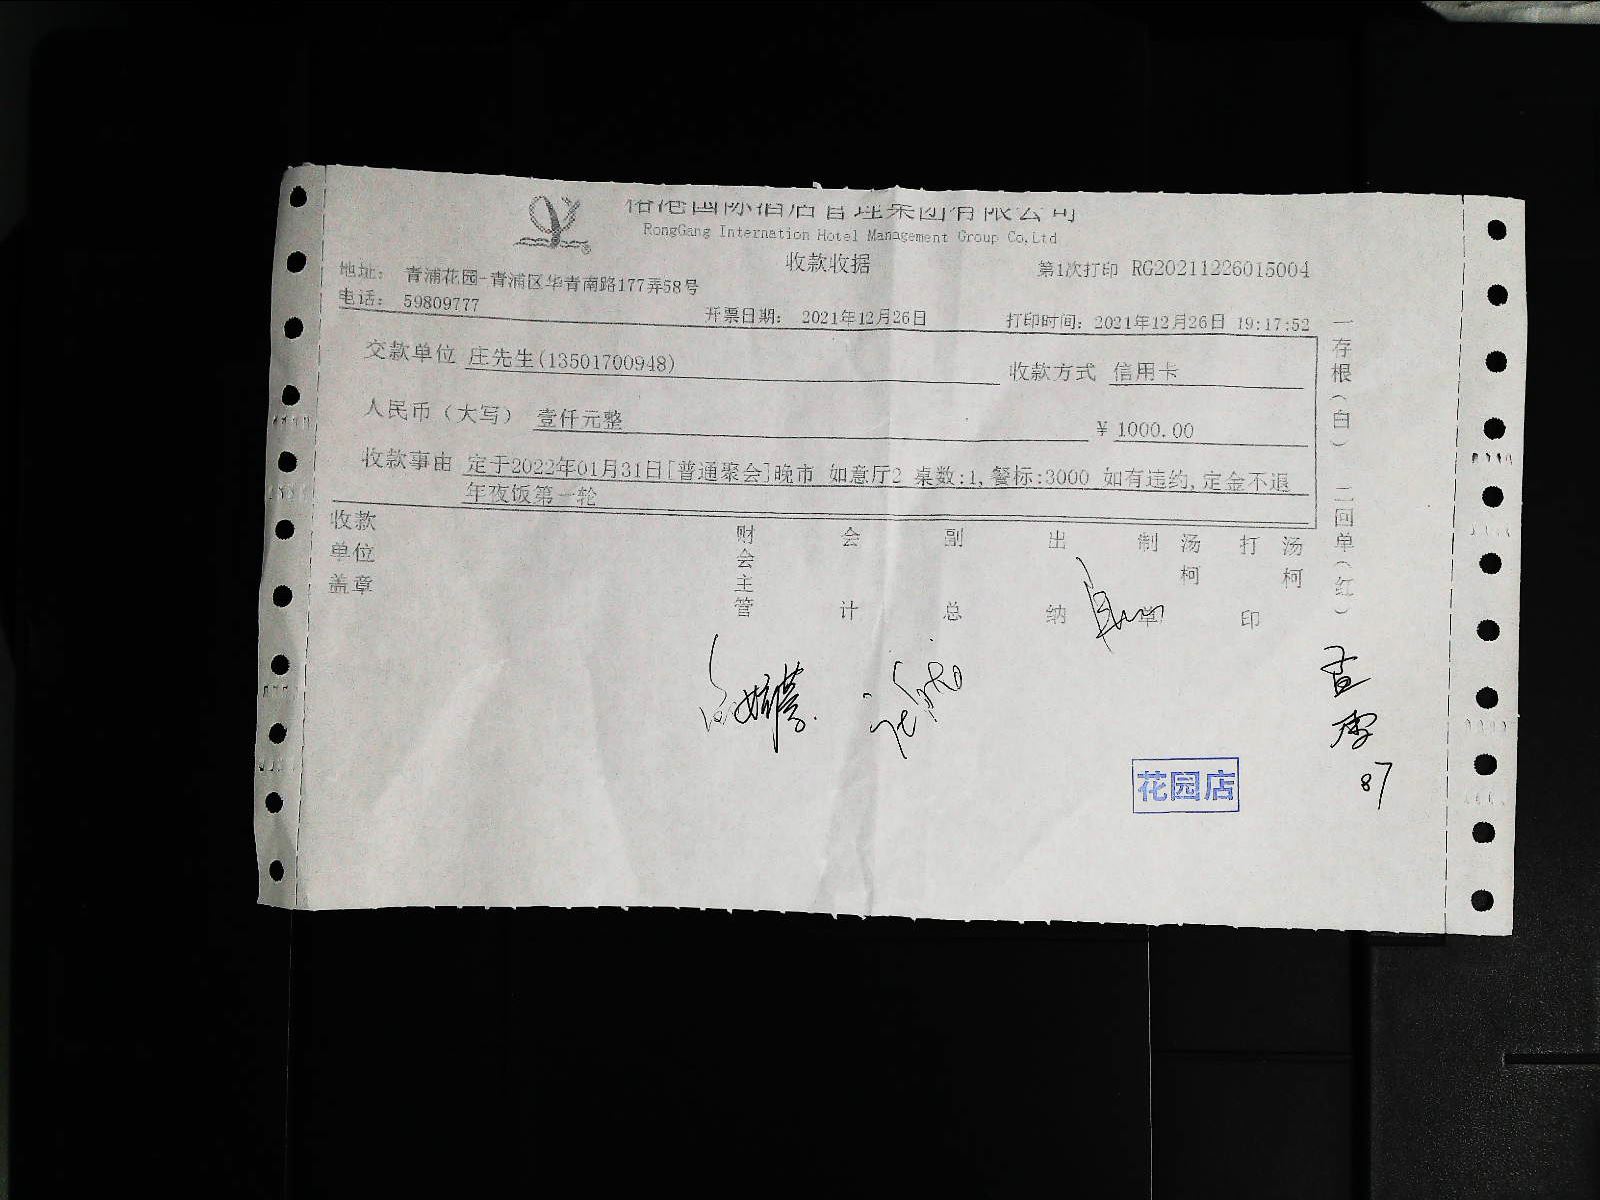 裕港国际酒店管理集团有限公司
RongGang Internation Hotel Management Group Co.Ltd
收款收据
第1次打印 RG20211226015004
地址： 青浦花园-青浦区华青南路177弄58号
电话： 59809777
开票日期： 2021年12月26日
打印时间：2021年12月26日 19:17:52
交款单位 庄先生(13501700948)
收款方式 信用卡
人民币（大写） 壹仟元整
¥ 1000.00
收款事由 定于2022年01月31日[普通聚会]晚市 如意厅2 桌数:1,餐标:3000 如有违约,定金不退
年夜饭第一轮
一存根（白） 二回单（红）
收款单位盖章
财会主管
会计
副总
出纳
制单
汤柯
打印
汤柯
花园店
87